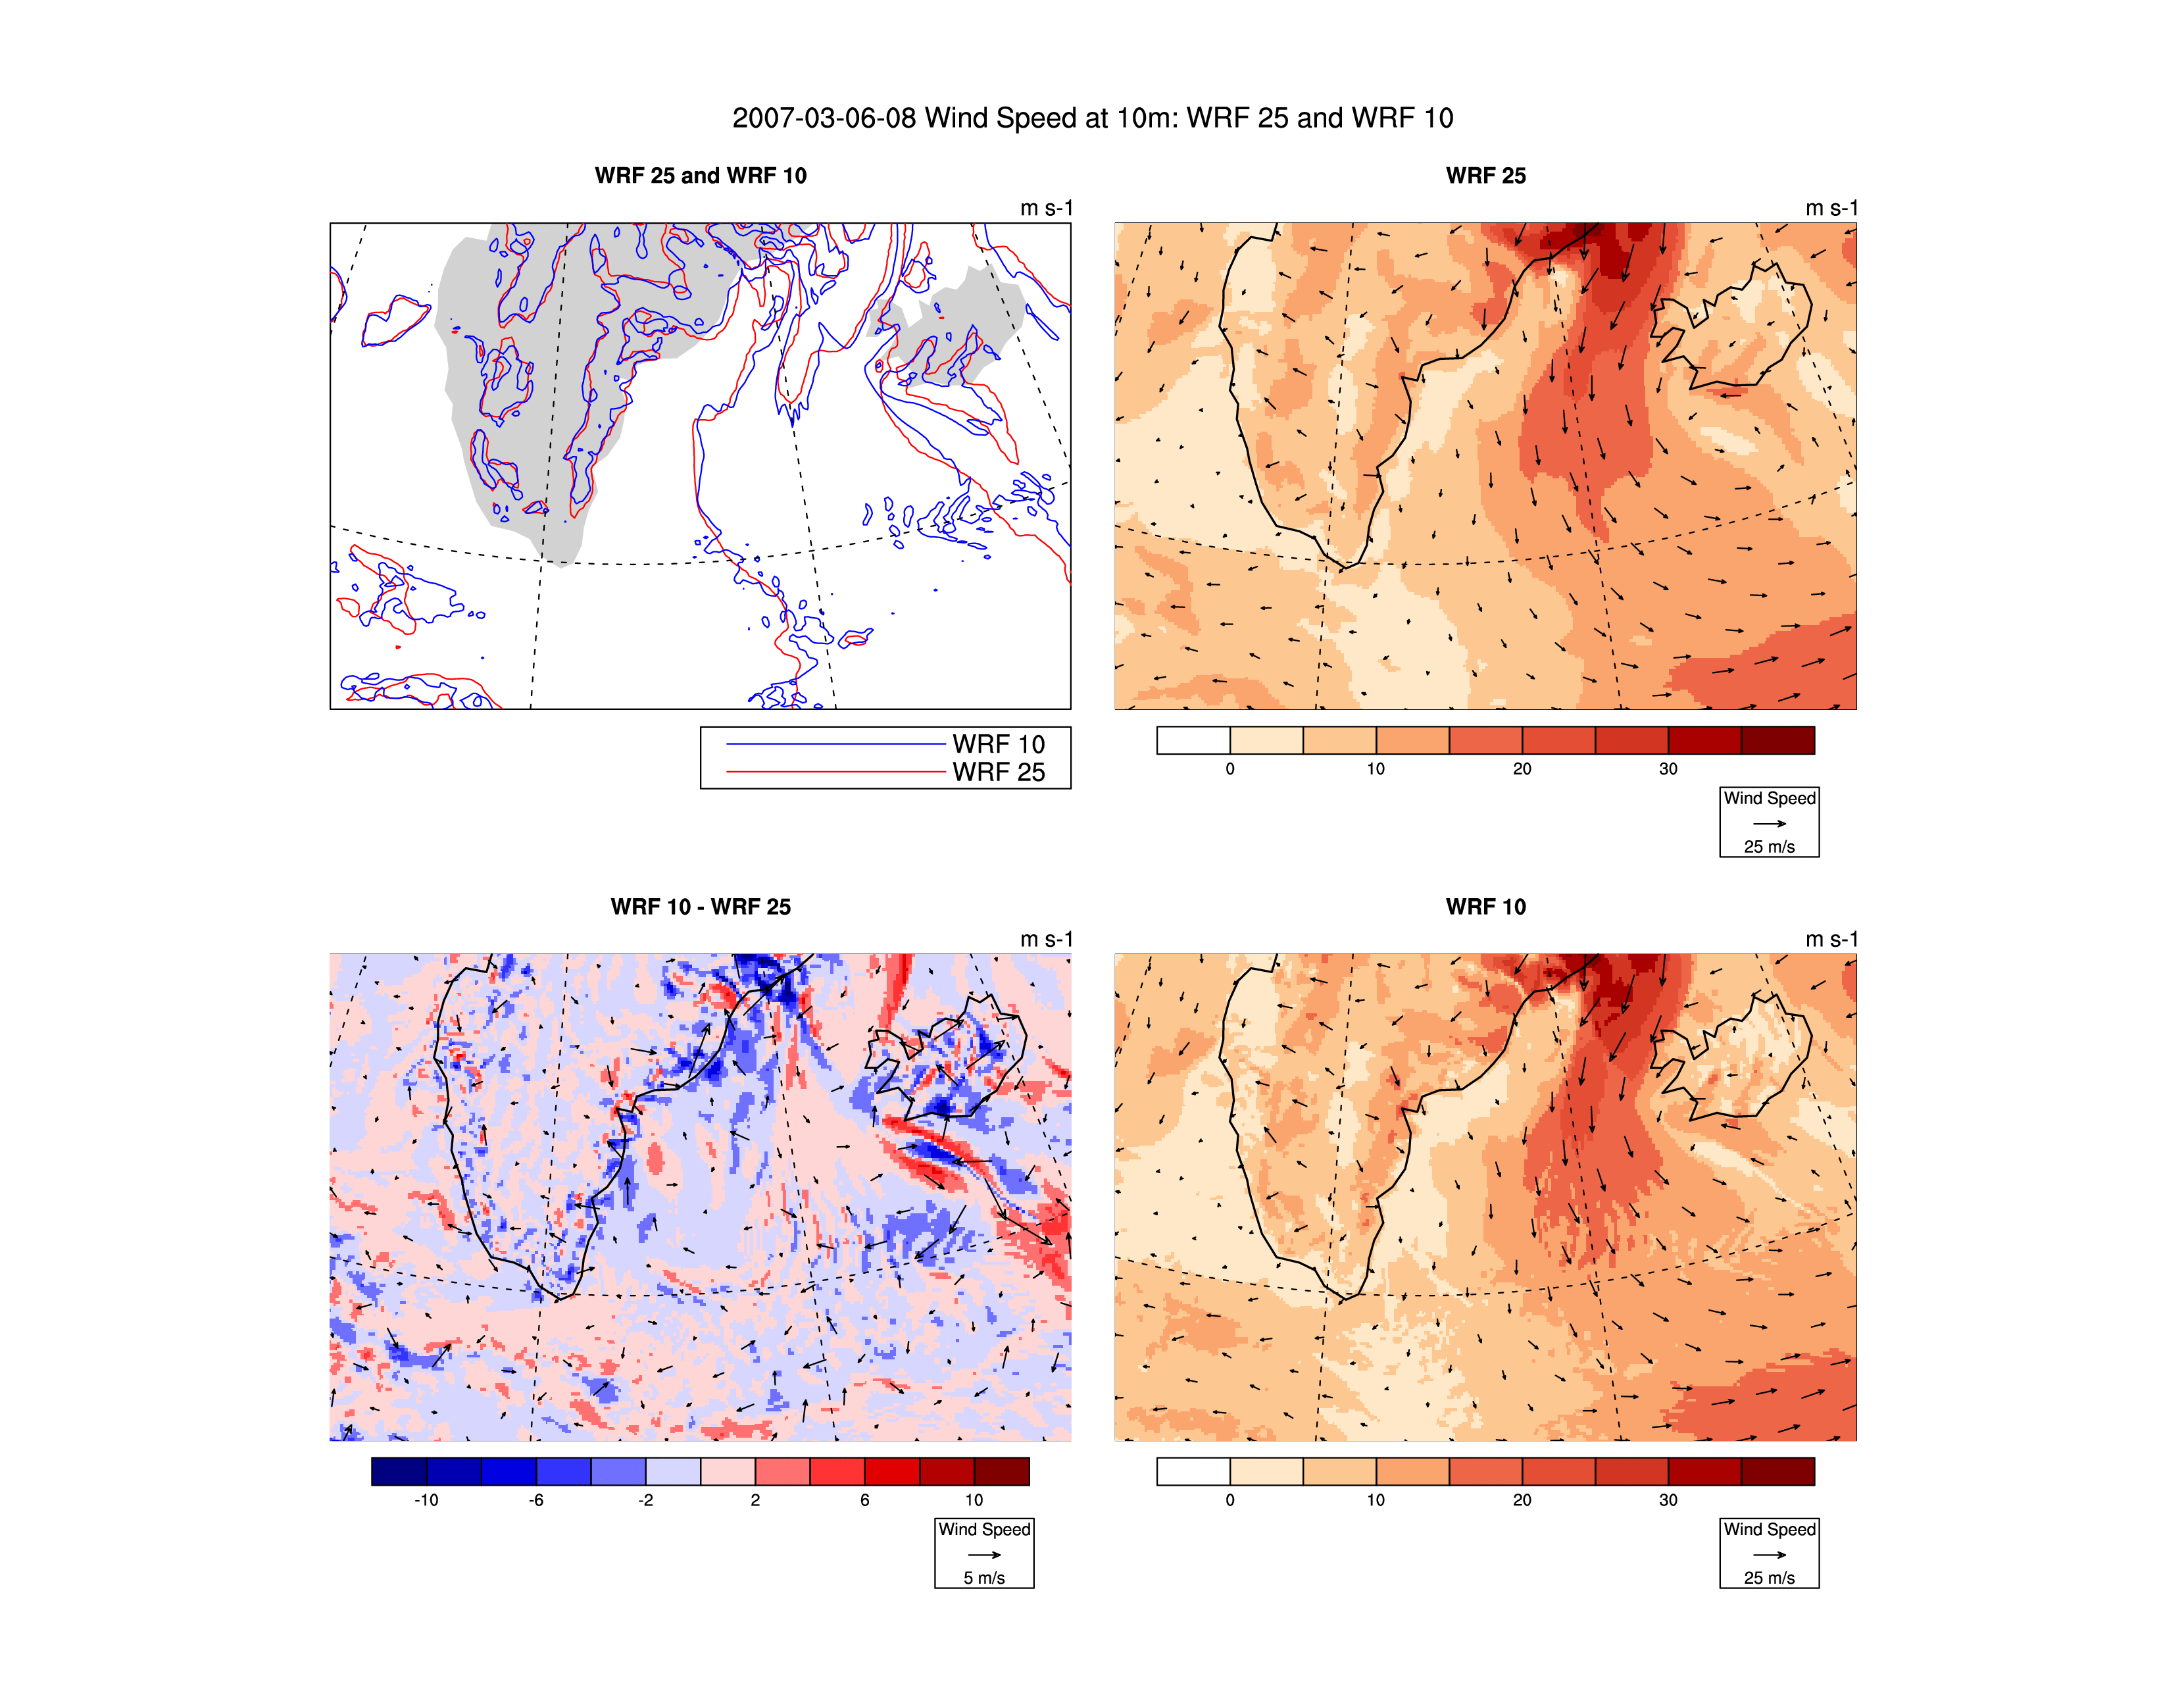 2007-03-06-08 Wind Speed at 10m: WRF 25 and WRF 10
WRF 25 and WRF 10
m s-1
WRF 10
WRF 25
WRF 25
m s-1
0 10 20 30
Wind Speed
25 m/s
WRF 10 - WRF 25
m s-1
-10 -6 -2 2 6 10
Wind Speed
5 m/s
WRF 10
m s-1
0 10 20 30
Wind Speed
25 m/s